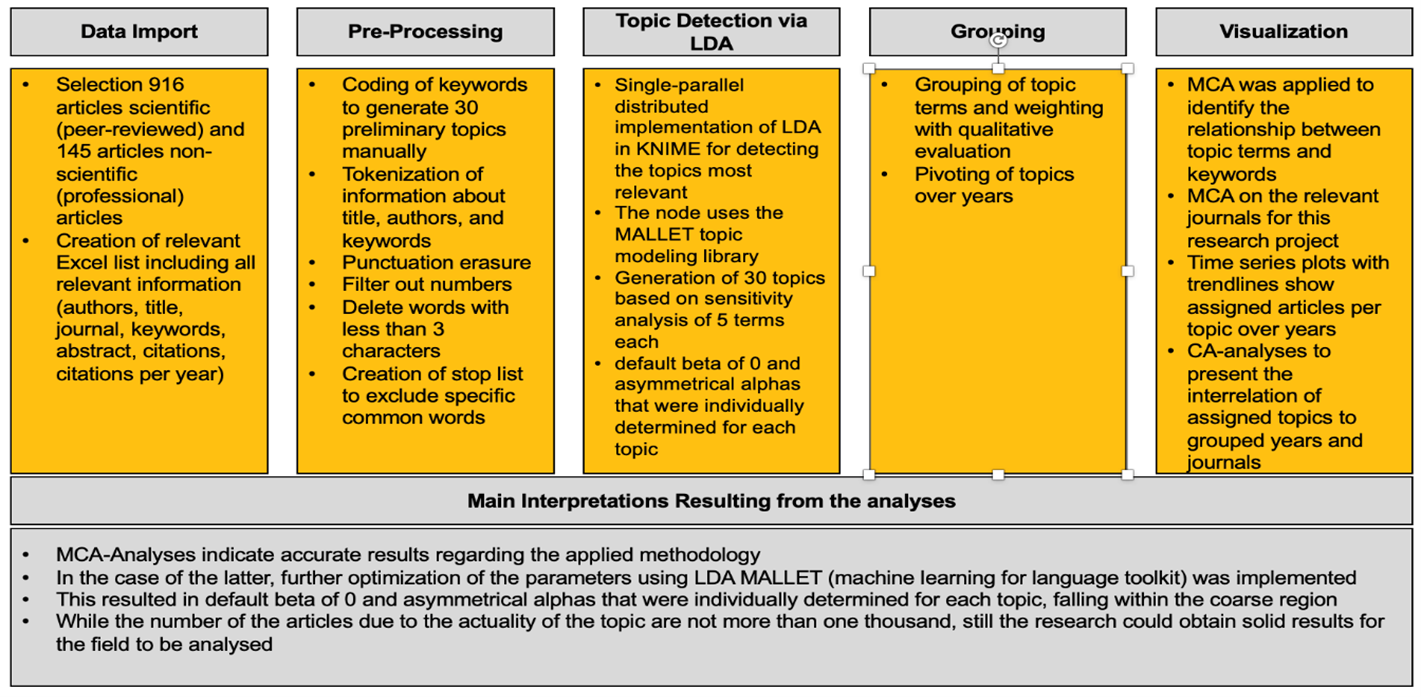 Data Import
• Selection 916
articles scientific
(peer-reviewed) and
145 articles non-
scientific
(professional)
articles
• Creation of relevant
Excel list including all
relevant information
(authors, title,
journal, keywords,
abstract, citations,
citations per year)
Pre-Processing
• Coding of keywords
to generate 30
preliminary topics
manually
• Tokenization of
information about
title, authors, and
keywords
• Punctuation erasure
• Filter out numbers
• Delete words with
less than 3
characters
• Creation of stop list
to exclude specific
common words
Topic Detection via
LDA
• Single-parallel
distributed
implementation of LDA
in KNIME for detecting
the topics most
relevant
• The node uses the
MALLET topic
modeling library
• Generation of 30 topics
based on sensitivity
analysis of 5 terms
each
• default beta of 0 and
asymmetrical alphas
that were individually
determined for each
topic
Grouping
• Grouping of topic
terms and weighting
with qualitative
evaluation
• Pivoting of topics
over years
Visualization
• MCA was applied to
identify the
relationship between
topic terms and
keywords
• MCA on the relevant
journals for this
research project
• Time series plots with
trendlines show
assigned articles per
topic over years
• CA-analyses to
present the
interrelation of
assigned topics to
grouped years and
journals
Main Interpretations Resulting from the analyses
• MCA-Analyses indicate accurate results regarding the applied methodology
• In the case of the latter, further optimization of the parameters using LDA MALLET (machine learning for language toolkit) was implemented
• This resulted in default beta of 0 and asymmetrical alphas that were individually determined for each topic, falling within the coarse region
• While the number of the articles due to the actuality of the topic are not more than one thousand, still the research could obtain solid results for
the field to be analysed